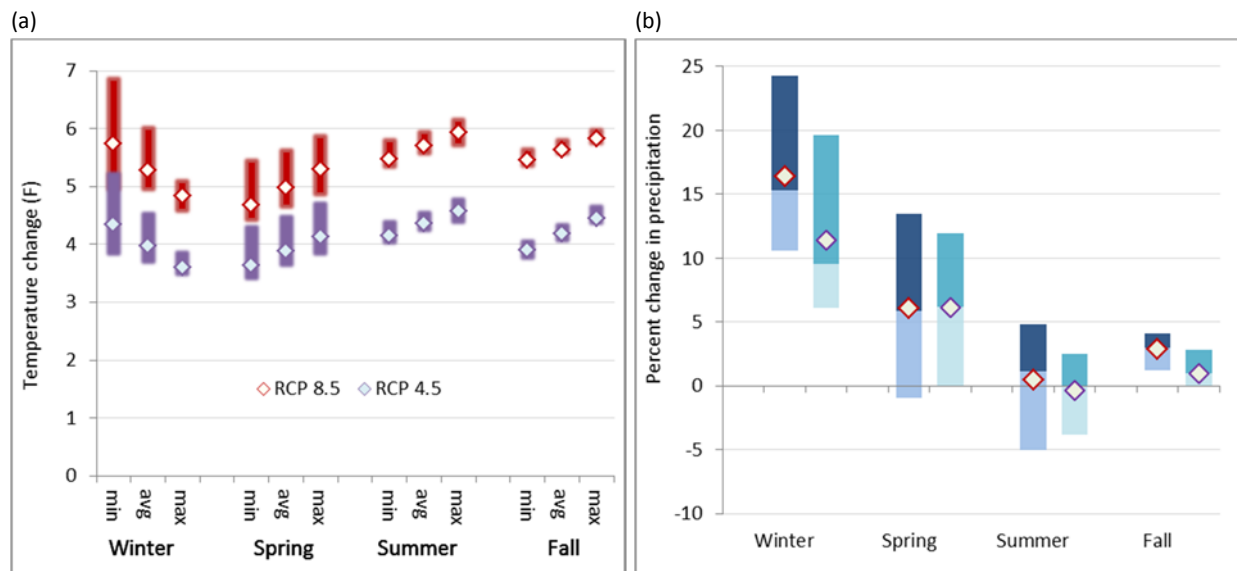 (a)
Temperature change (F)
7
6
5
4
3
2
1
0
RCP 8.5 RCP 4.5
min avg max min avg max min avg max min avg max
Winter Spring Summer Fall
(b)
Percent change in precipitation
25
20
15
10
5
0
-5
-10
Winter Spring Summer Fall